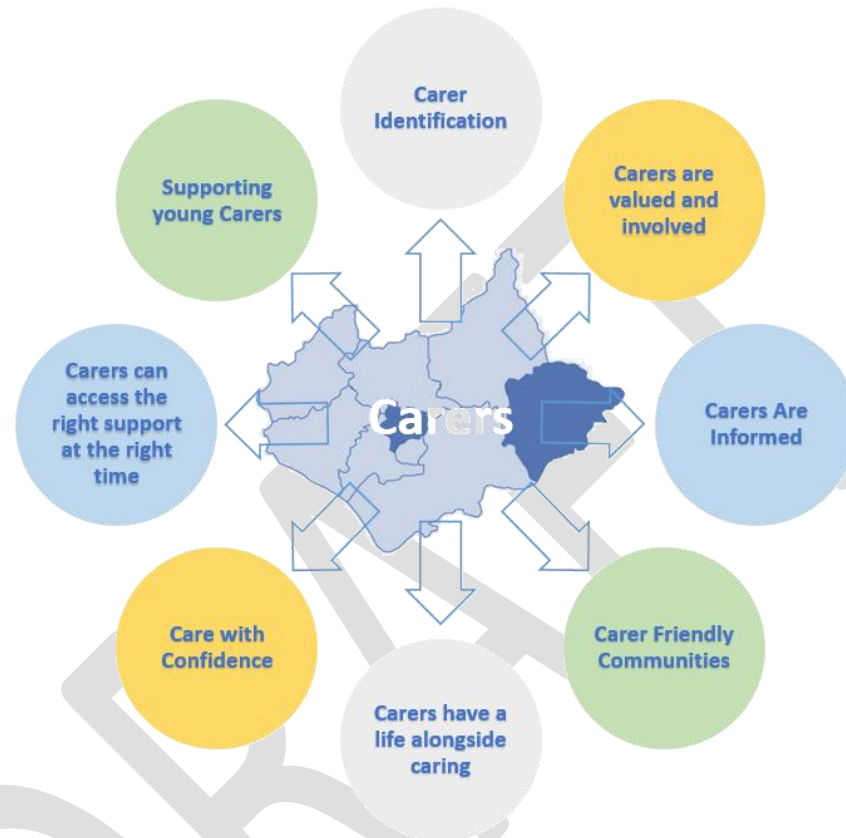 Carer
Identification
Carers are
valued and
involved
Carers Are
Informed
Carer Friendly
Communities
Carers have a
life alongside
caring
Care with
Confidence
Carers can
access the
right support
at the right
time
Supporting
young Carers
Carers
DRAFT